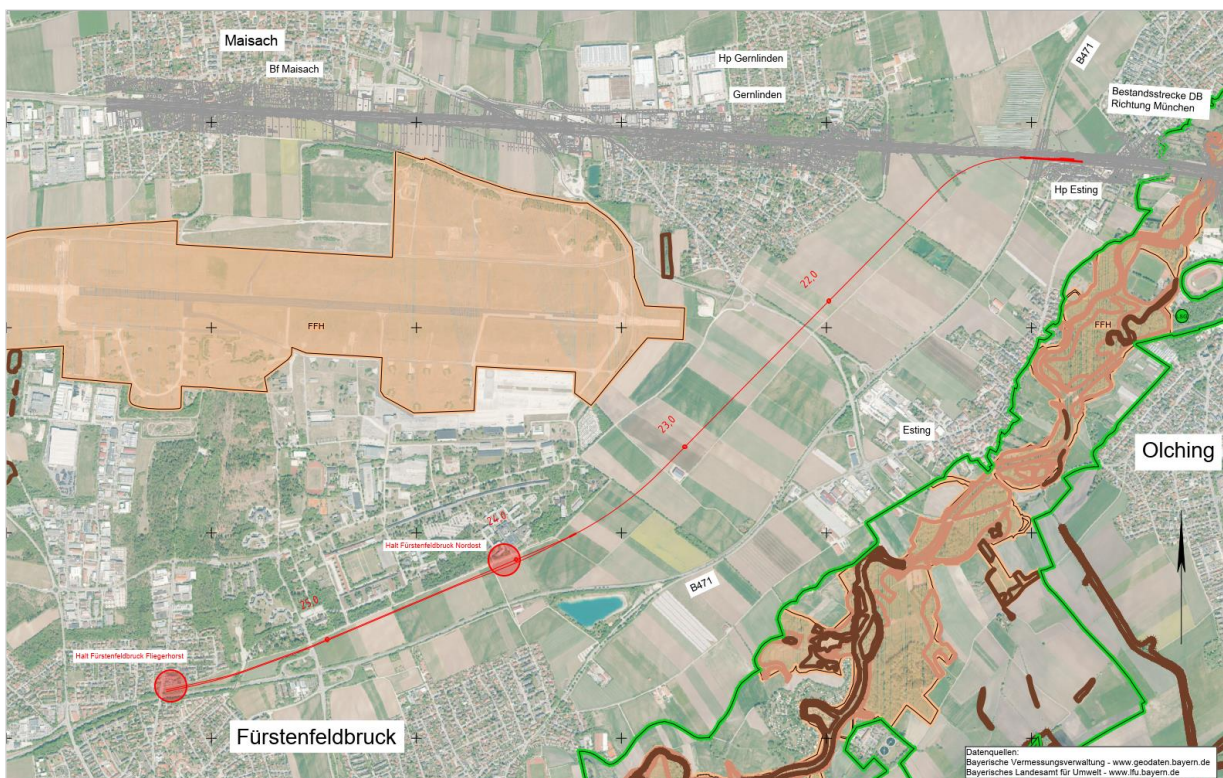 Maisach
Bf Maisach
Hp Gernlinden
Gernlinden
B471
Bestandsstrecke DB
Richtung München
Hp Esting
22,0
FFH
FFH
23,0
Esting
Olching
24,0
Halt Fürstenfeldbruck Nordost
B471
25,0
Halt Fürstenfeldbruck Fliegerhorst
Fürstenfeldbruck
Datenquellen:
Bayerische Vermessungsverwaltung - www.geodaten.bayern.de
Bayerisches Landesamt für Umwelt - www.lfu.bayern.de